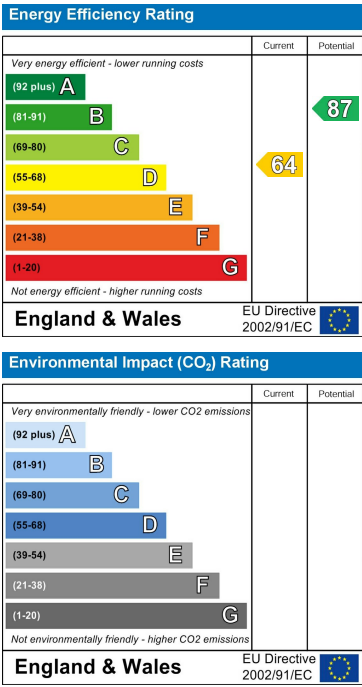 Energy Efficiency Rating
Current Potential
Very energy efficient - lower running costs
(92 plus) A
(81-91) B
87
(69-80) C
64
(55-68) D
(39-54) E
(21-38) F
(1-20) G
Not energy efficient - higher running costs
England & Wales
EU Directive
2002/91/EC
Environmental Impact (CO₂) Rating
Current Potential
Very environmentally friendly - lower CO2 emissions
(92 plus) A
(81-91) B
(69-80) C
(55-68) D
(39-54) E
(21-38) F
(1-20) G
Not environmentally friendly - higher CO2 emissions
England & Wales
EU Directive
2002/91/EC